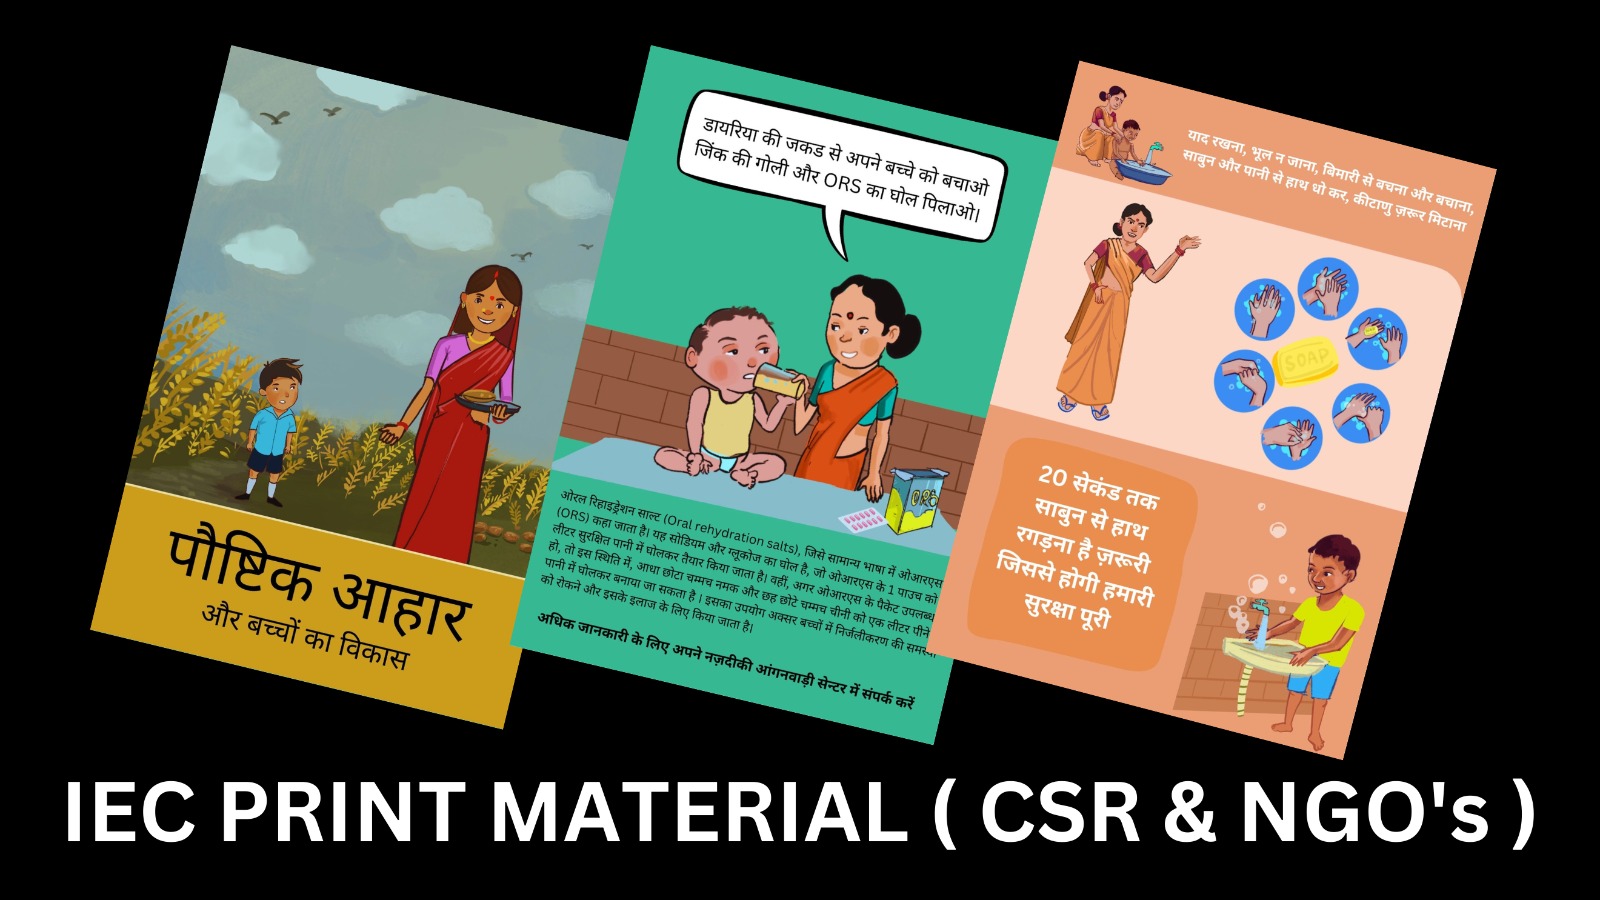 पौष्टिक आहार
और बच्चों का विकास
डायरिया की जकड से अपने बच्चे को बचाओ
जिंक की गोली और ORS का घोल पिलाओ।
ORS
ओरल रिहाइड्रेशन साल्ट (Oral rehydration salts), जिसे सामान्य भाषा में ओआरएस
(ORS) कहा जाता है। यह सोडियम और ग्लूकोज का घोल है, जो ओआरएस के 1 पाउच को
लीटर सुरक्षित पानी में घोलकर तैयार किया जाता है। वहीं, अगर ओआरएस के पैकेट उपलब्ध
हो, तो इस स्थिति में, आधा छोटा चम्मच नमक और छह छोटे चम्मच चीनी को एक लीटर पीने
पानी में घोलकर बनाया जा सकता है । इसका उपयोग अक्सर बच्चों में निर्जलीकरण की समस्या
को रोकने और इसके इलाज के लिए किया जाता है।
अधिक जानकारी के लिए अपने नज़दीकी आंगनवाड़ी सेन्टर में संपर्क करें
याद रखना, भूल न जाना, बिमारी से बचना और बचाना,
साबुन और पानी से हाथ धो कर, कीटाणु ज़रूर मिटाना
SOAP
20 सेकंड तक
साबुन से हाथ
रगड़ना है ज़रूरी
जिससे होगी हमारी
सुरक्षा पूरी
IEC PRINT MATERIAL ( CSR & NGO's )